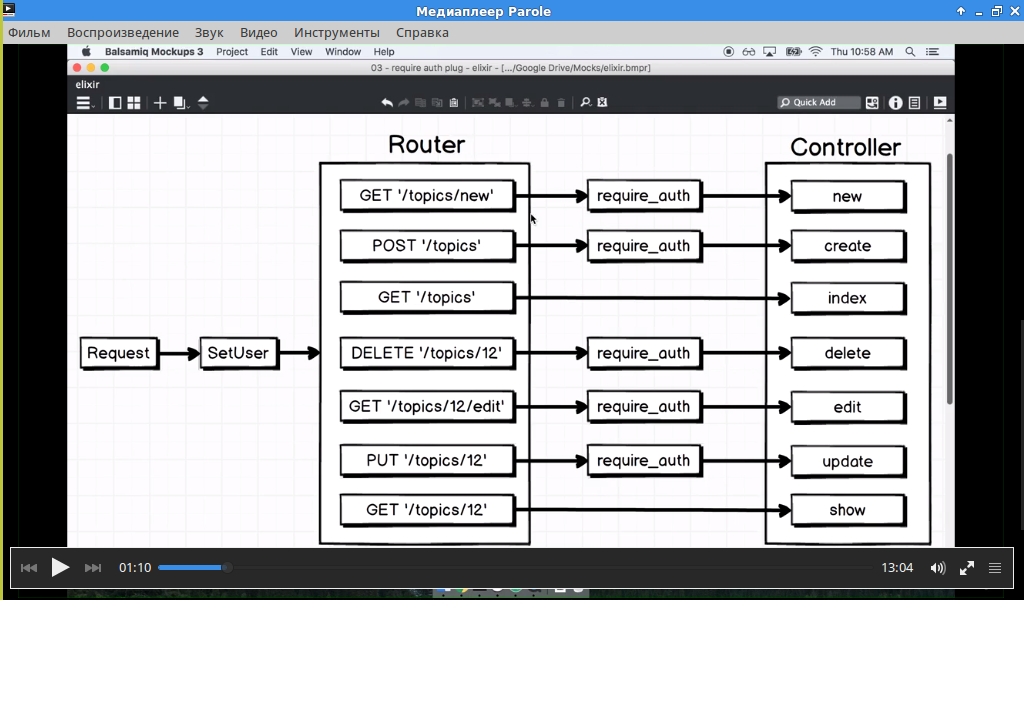 Медиаплеер Parole
Фильм Воспроизведение Звук Видео Инструменты Справка
Balsamiq Mockups 3 Project Edit View Window Help Thu 10:58 AM
03 - require auth plug - elixir - [.../Google Drive/Mocks/elixir.bmpr]
elixir
Quick Add
Router Controller
GET '/topics/new' require_auth new
POST '/topics' require_auth create
GET '/topics' index
Request SetUser DELETE '/topics/12' require_auth delete
GET '/topics/12/edit' require_auth edit
PUT '/topics/12' require_auth update
GET '/topics/12' show
01:10 13:04